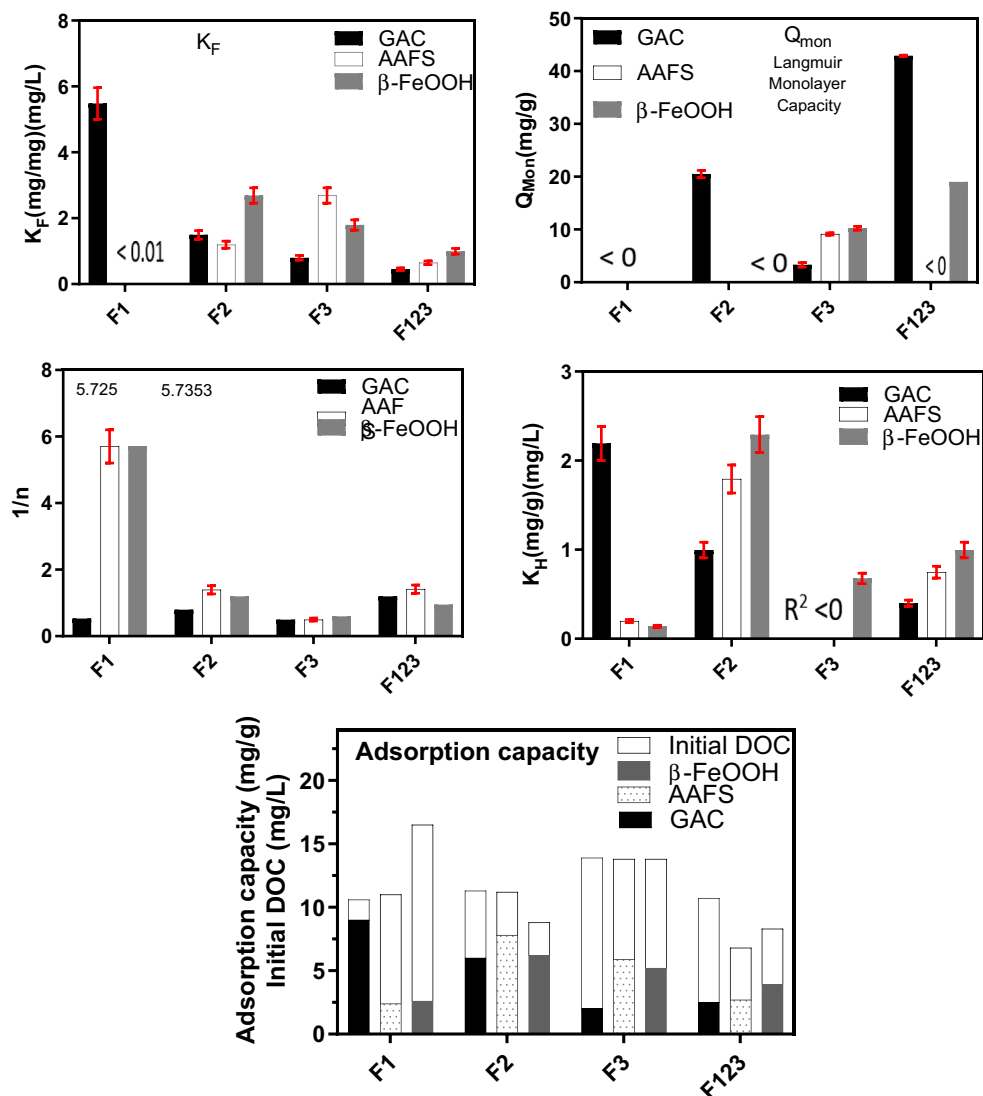 8
6
4
2
0
K_F(mg/mg)(mg/L)
K_F
GAC
AAFS
β-FeOOH
< 0.01
F1
F2
F3
F123
50
40
30
20
10
0
Q_Mon(mg/g)
GAC
AAFS
β-FeOOH
Q_mon
Langmuir
Monolayer
Capacity
< 0
< 0
< 0
F1
F2
F3
F123
8
6
4
2
0
1/n
5.725 5.7353
GAC
AAF
S
β-FeOOH
F1
F2
F3
F123
3
2
1
0
K_H(mg/g)(mg/L)
GAC
AAFS
β-FeOOH
R² <0
F1
F2
F3
F123
Adsorption capacity (mg/g)
Initial DOC (mg/L)
20
15
10
5
0
Adsorption capacity
Initial DOC
β-FeOOH
AAFS
GAC
F1
F2
F3
F123